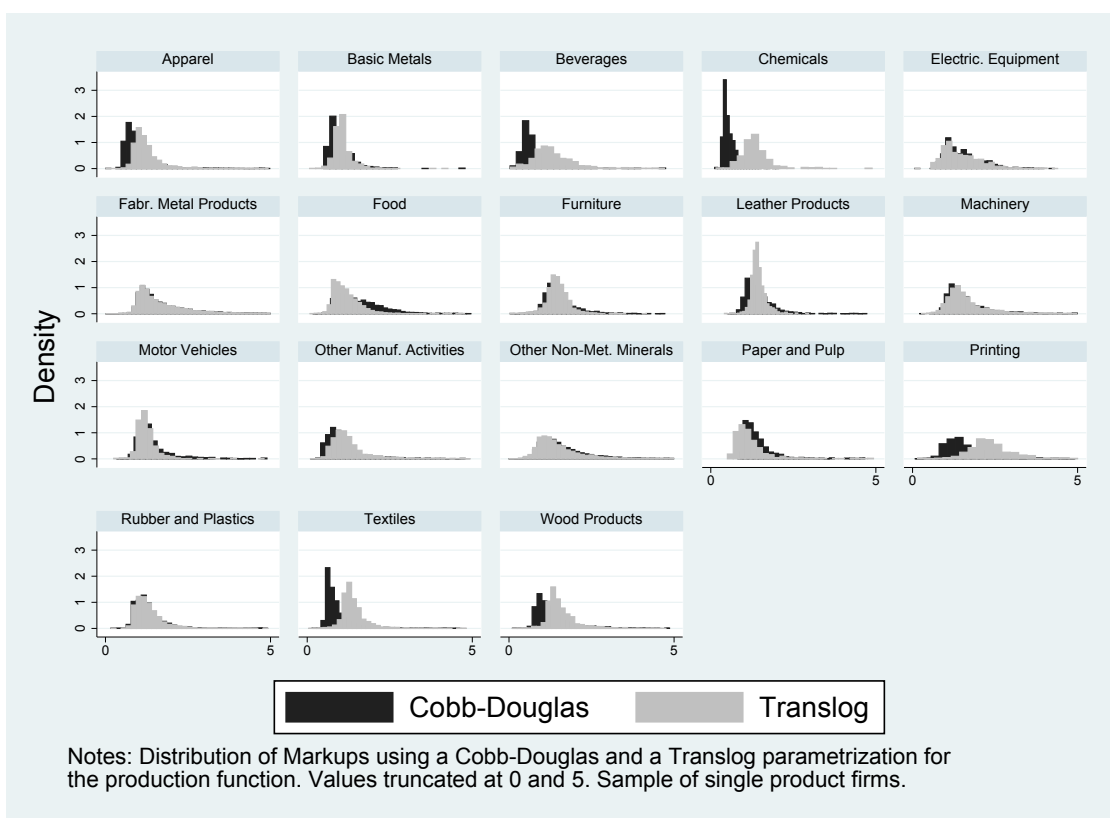 Apparel
Basic Metals
Beverages
Chemicals
Electric. Equipment
0 1 2 3
Fabr. Metal Products
Food
Furniture
Leather Products
Machinery
0 1 2 3
Motor Vehicles
Other Manuf. Activities
Other Non-Met. Minerals
Paper and Pulp
Printing
0 1 2 3
0 5
0 5
Rubber and Plastics
Textiles
Wood Products
0 1 2 3
0 5
0 5
0 5
Density
Cobb-Douglas
Translog
Notes: Distribution of Markups using a Cobb-Douglas and a Translog parametrization for
the production function. Values truncated at 0 and 5. Sample of single product firms.